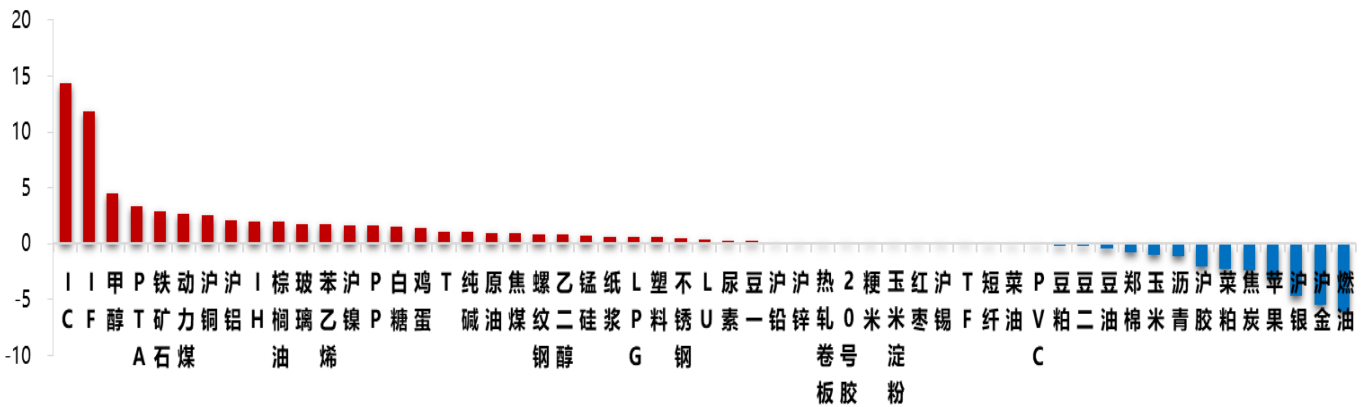 20
15
10
5
0
-5
-10
IC
IF
甲醇
PTA
铁矿石
动力煤
沪铜
沪铝
IH
棕榈油
玻璃
苯乙烯
沪镍
PP
白糖
鸡蛋
T
纯碱
原油
焦煤
螺纹钢
乙二醇
锰硅
纸浆
LPG
塑料
不锈钢
LU
尿素
豆一
沪铅
沪锌
热轧卷板
20号胶
粳米
玉米淀粉
红枣
沪锡
TF
短纤
菜油
PVC
豆粕
豆二
豆油
郑棉
玉米
沥青
沪胶
菜粕
焦炭
苹果
沪银
沪金
燃油